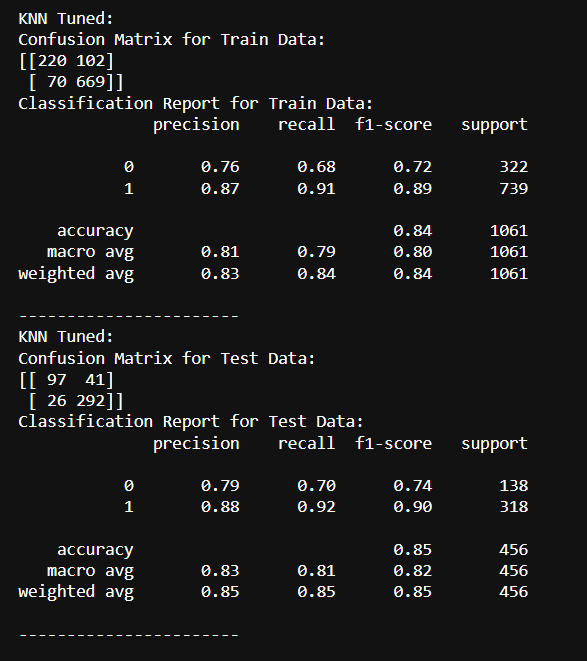 KNN Tuned:
Confusion Matrix for Train Data:
[[220 102]
 [ 70 669]]
Classification Report for Train Data:
              precision    recall  f1-score   support

           0       0.76      0.68      0.72       322
           1       0.87      0.91      0.89       739

    accuracy                           0.84      1061
   macro avg       0.81      0.79      0.80      1061
weighted avg       0.83      0.84      0.84      1061

-----------------------
KNN Tuned:
Confusion Matrix for Test Data:
[[ 97  41]
 [ 26 292]]
Classification Report for Test Data:
              precision    recall  f1-score   support

           0       0.79      0.70      0.74       138
           1       0.88      0.92      0.90       318

    accuracy                           0.85       456
   macro avg       0.83      0.81      0.82       456
weighted avg       0.85      0.85      0.85       456

-----------------------